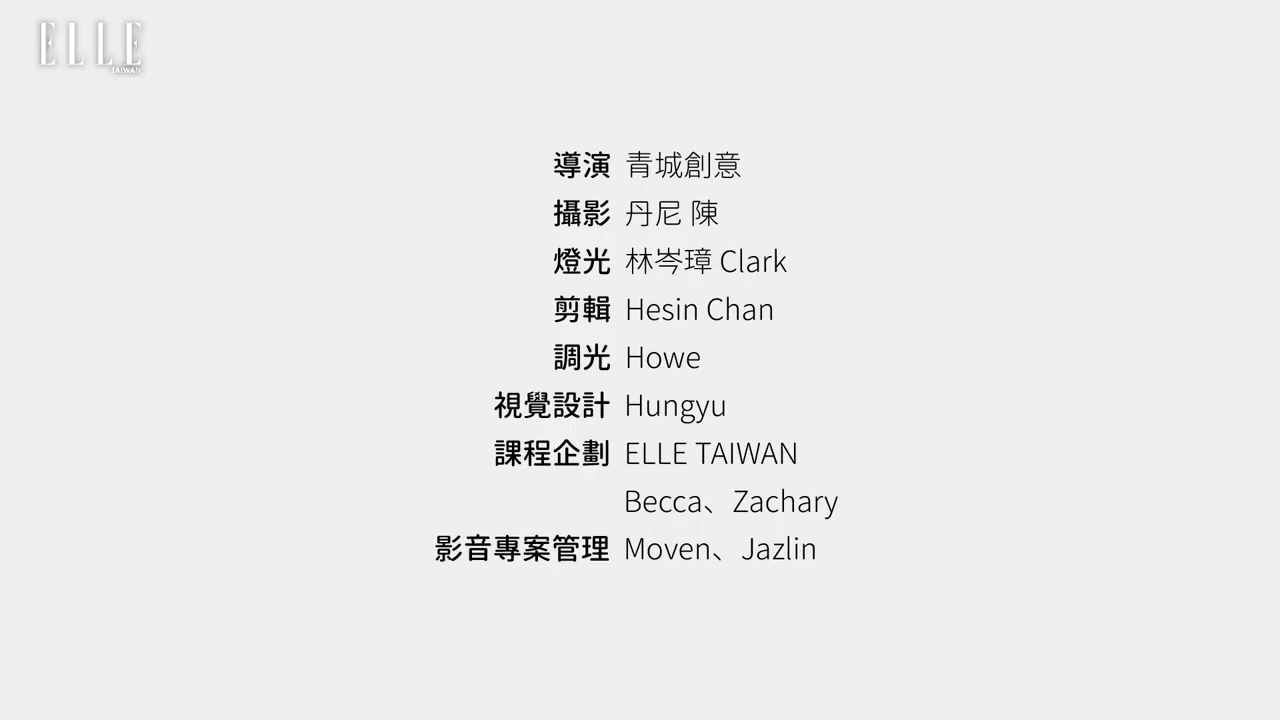 ELLE
TAIWAN
導演 青城創意
攝影 丹尼 陳
燈光 林岑璋 Clark
剪輯 Hesin Chan
調光 Howe
視覺設計 Hungyu
課程企劃 ELLE TAIWAN
Becca、Zachary
影音專案管理 Moven、Jazlin